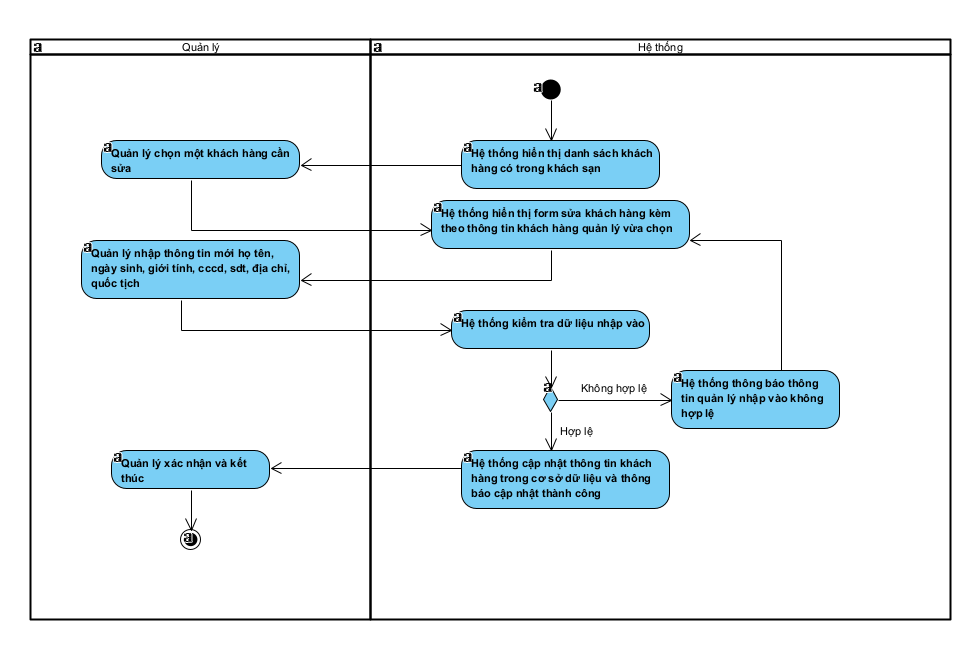 Quản lý
Hệ thống
Hệ thống hiển thị danh sách khách
hàng có trong khách sạn
Quản lý chọn một khách hàng cần
sửa
Hệ thống hiển thị form sửa khách hàng kèm
theo thông tin khách hàng quản lý vừa chọn
Quản lý nhập thông tin mới họ tên,
ngày sinh, giới tính, cccd, sdt, địa chỉ,
quốc tịch
Hệ thống kiểm tra dữ liệu nhập vào
Không hợp lệ
Hệ thống thông báo thông
tin quản lý nhập vào không
hợp lệ
Hợp lệ
Hệ thống cập nhật thông tin khách
hàng trong cơ sở dữ liệu và thông
báo cập nhật thành công
Quản lý xác nhận và kết
thúc